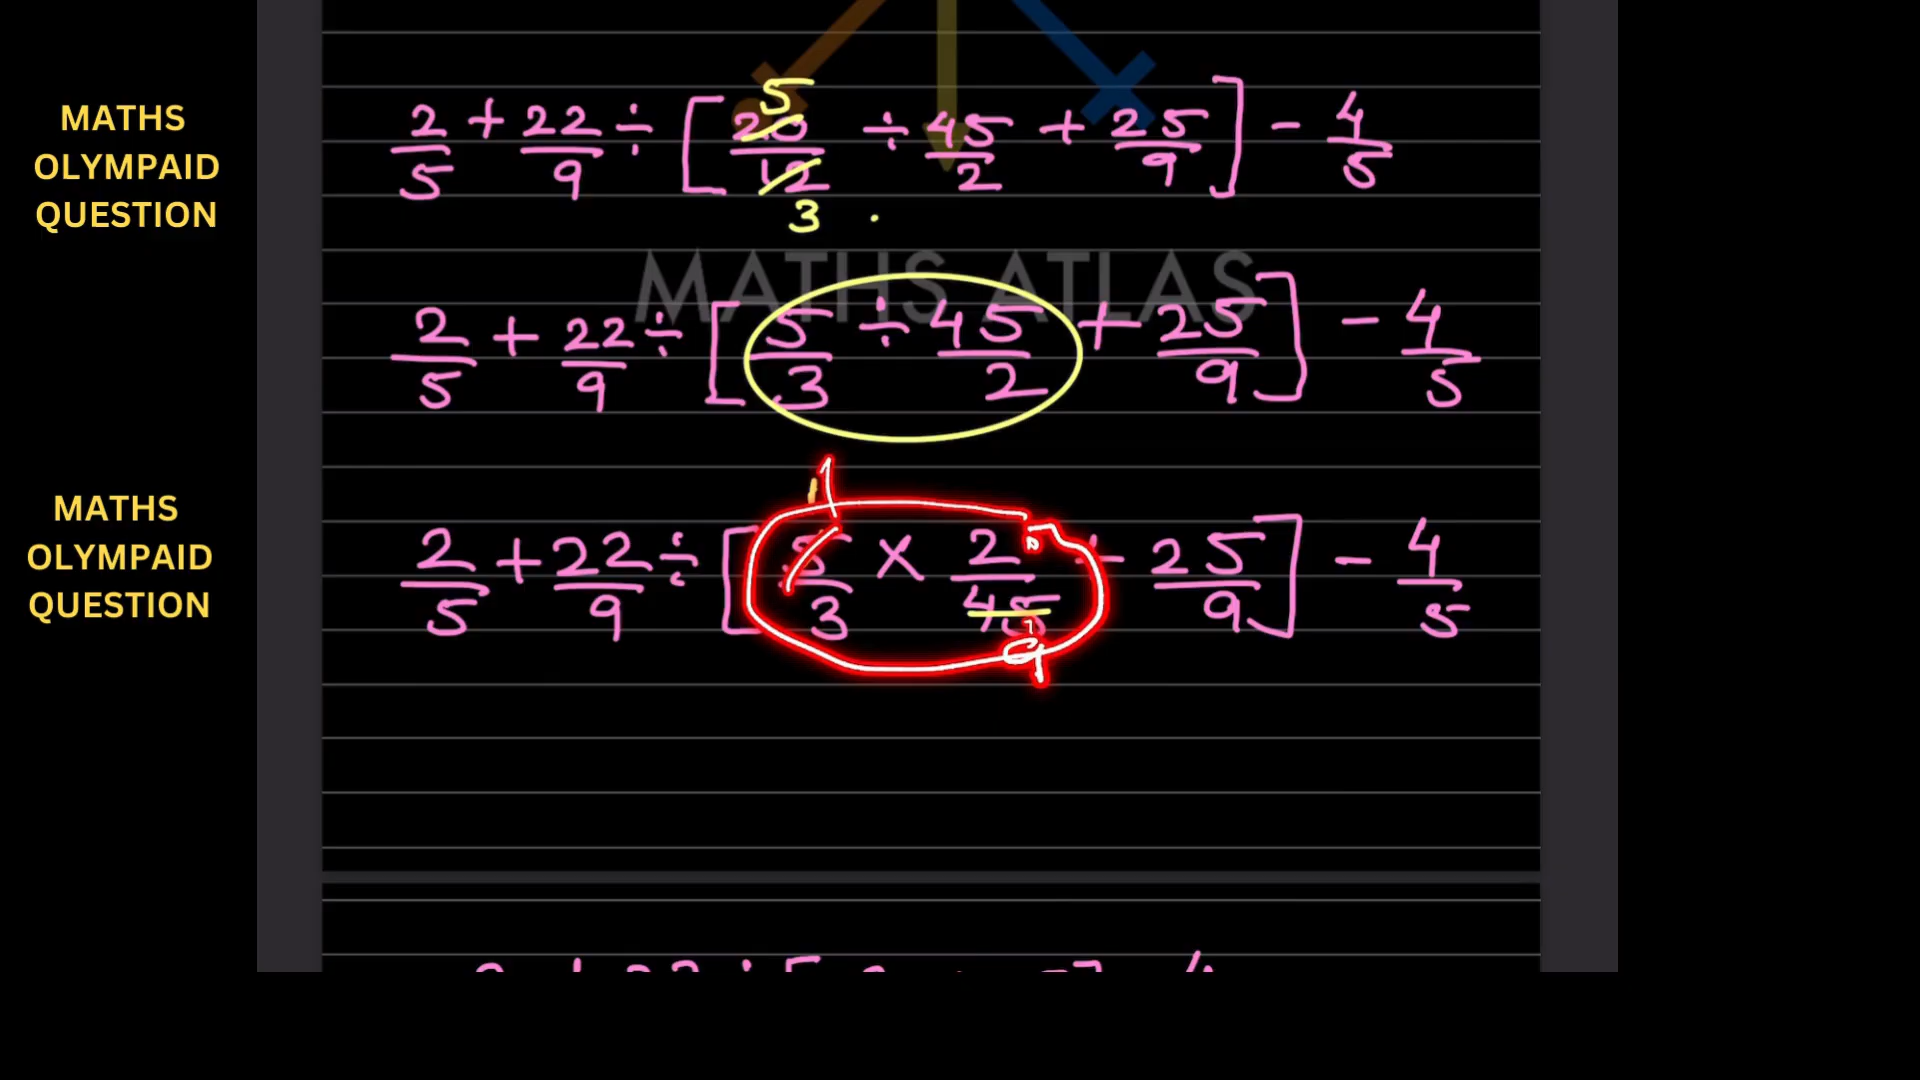 MATHS
OLYMPAID
QUESTION
2/5 + 22/9 ÷ [20/12 ÷ 45/2 + 25/9] - 4/5
5
3 .
MATHS ATLAS
2/5 + 22/9 ÷ [5/3 ÷ 45/2 + 25/9] - 4/5
MATHS
OLYMPAID
QUESTION
1
2/5 + 22/9 ÷ [5/3 × 2/45 + 25/9] - 4/5
9